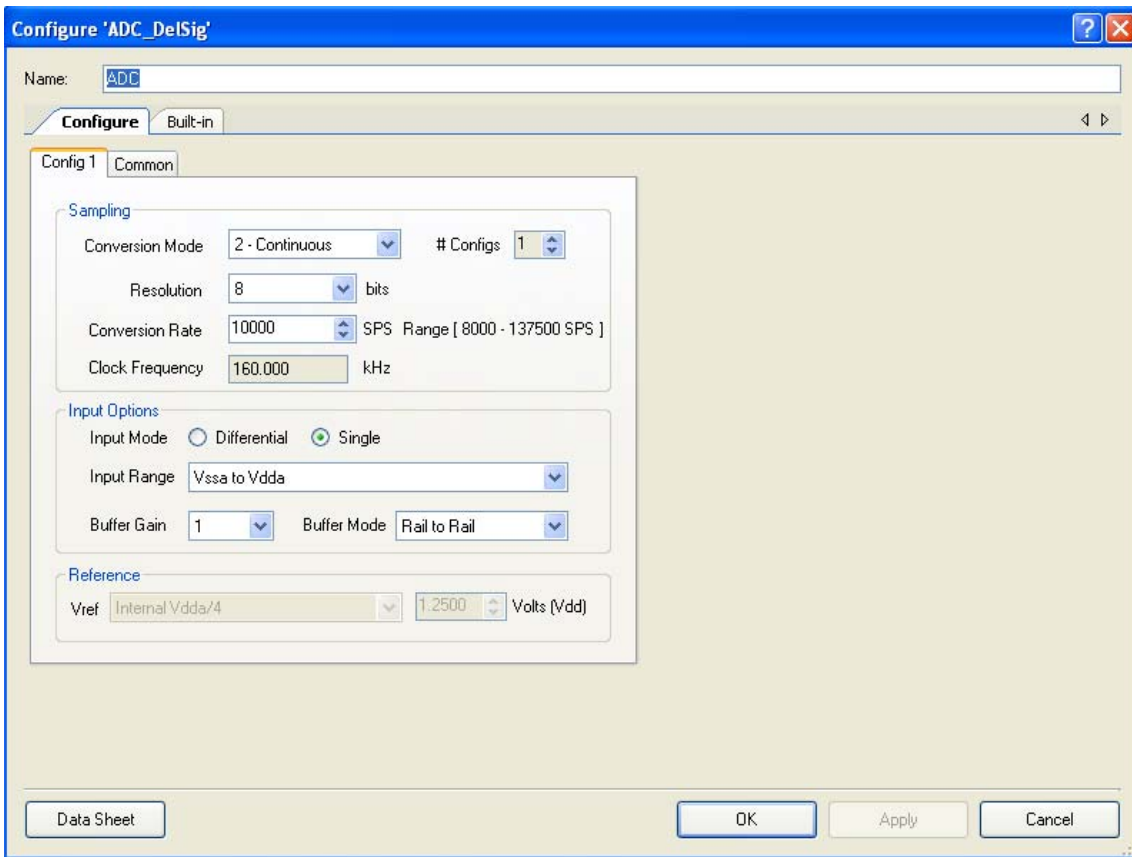 Configure 'ADC_DelSig'
Name: ADC
Configure Built-in
Config 1 Common
Sampling
Conversion Mode 2 - Continuous # Configs 1
Resolution 8 bits
Conversion Rate 10000 SPS Range [ 8000 - 137500 SPS ]
Clock Frequency 160.000 kHz
Input Options
Input Mode Differential Single
Input Range Vssa to Vdda
Buffer Gain 1 Buffer Mode Rail to Rail
Reference
Vref Internal Vdda/4 1.2500 Volts (Vdd)
Data Sheet OK Apply Cancel